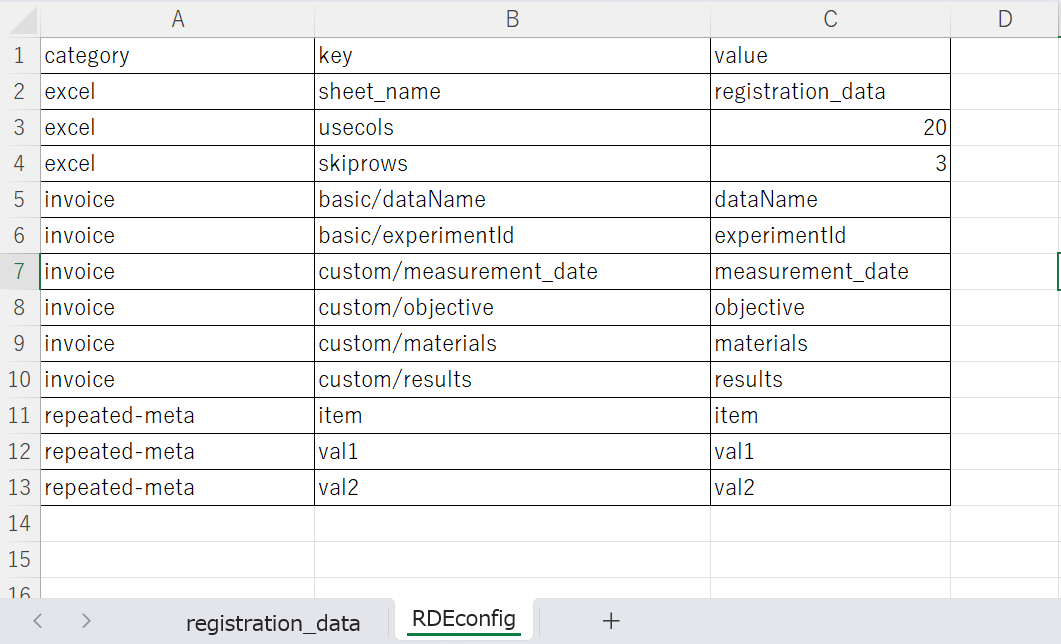 A B C D
1 category key value
2 excel sheet_name registration_data
3 excel usecols 20
4 excel skiprows 3
5 invoice basic/dataName dataName
6 invoice basic/experimentId experimentId
7 invoice custom/measurement_date measurement_date
8 invoice custom/objective objective
9 invoice custom/materials materials
10 invoice custom/results results
11 repeated-meta item item
12 repeated-meta val1 val1
13 repeated-meta val2 val2
14
15
16
registration_data RDEconfig +